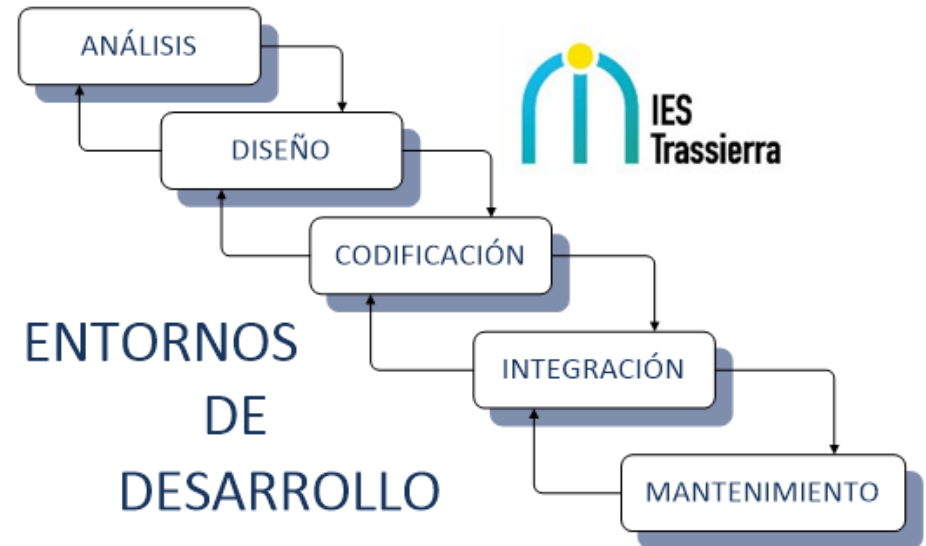 ANÁLISIS
DISEÑO
IES
Trassierra
CODIFICACIÓN
INTEGRACIÓN
MANTENIMIENTO
ENTORNOS
DE
DESARROLLO